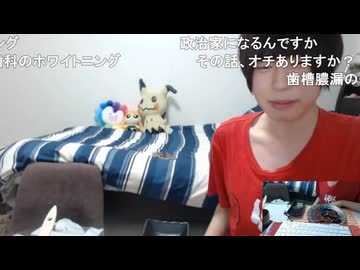 ング
政治家になるんですか
歯科のホワイトニング
その話、オチありますか？
歯槽膿漏の